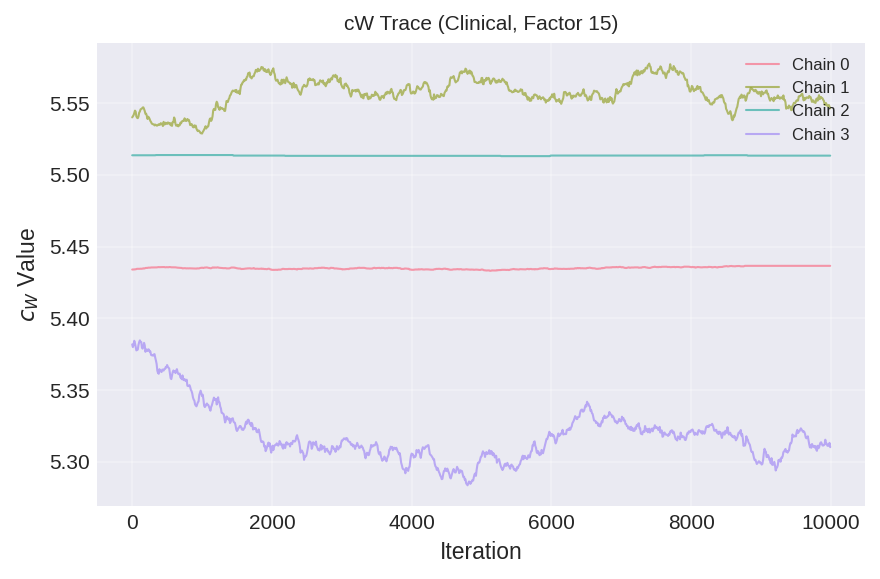 cW Trace (Clinical, Factor 15)
Chain 0
Chain 1
Chain 2
Chain 3
5.55
5.50
5.45
5.40
5.35
5.30
cW Value
0 2000 4000 6000 8000 10000
Iteration